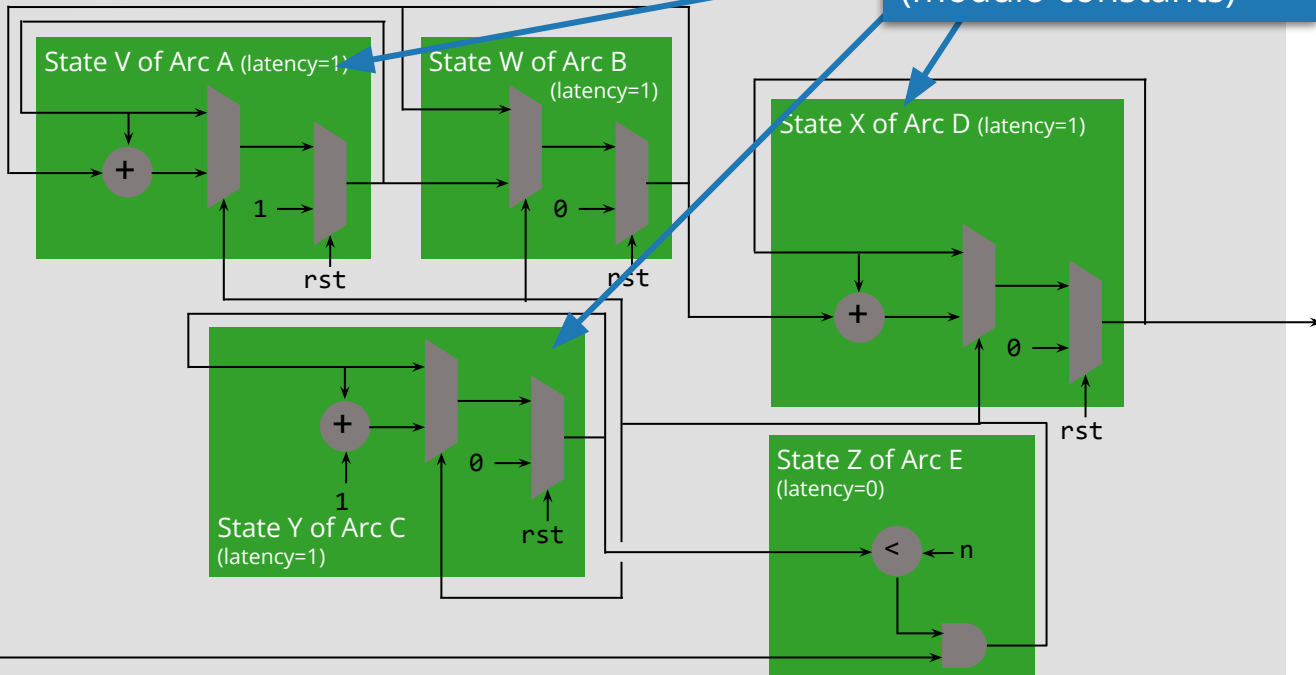 (modulo constants)
State V of Arc A (latency=1)
+
1
rst
State W of Arc B
(latency=1)
0
rst
State X of Arc D (latency=1)
+
0
rst
+
1
0
rst
State Y of Arc C
(latency=1)
State Z of Arc E
(latency=0)
<
n